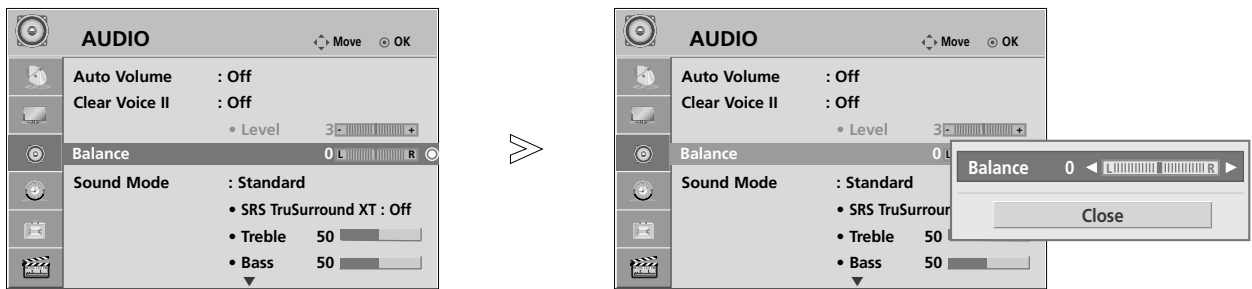 AUDIO Move OK
Auto Volume : Off
Clear Voice II : Off
• Level 3 - +
Balance 0 L R
Sound Mode : Standard
• SRS TruSurround XT : Off
• Treble 50
• Bass 50
AUDIO Move OK
Auto Volume : Off
Clear Voice II : Off
• Level 3 - +
Balance 0 L
Sound Mode : Standard
• SRS TruSurroun
• Treble 50
• Bass 50
Balance 0 L R
Close